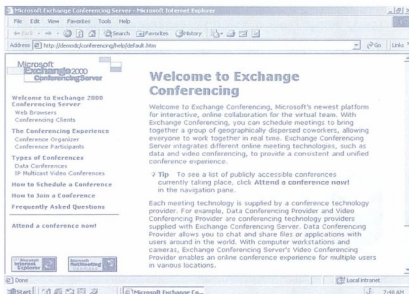 Microsoft Exchange Conferencing Server - Microsoft Internet Explorer
File Edit View Favorites Tools Help
Back Search Favorites History
Address http://demodc/conferencing/help/default.htm Go Links
Microsoft
Exchange 2000
Conferencing Server
Welcome to Exchange 2000
Conferencing Server
Web Browsers
Conferencing Clients
The Conferencing Experience
Conference Organizer
Conference Participants
Types of Conferences
Data Conferences
IP Multicast Video Conferences
How to Schedule a Conference
How to Join a Conference
Frequently Asked Questions
Attend a conference now!
Microsoft
Internet
Explorer
Microsoft
NetMeeting
Welcome to Exchange
Conferencing
Welcome to Exchange Conferencing, Microsoft's newest platform
for interactive, online collaboration for the virtual team. With
Exchange Conferencing, you can schedule meetings to bring
together a group of geographically dispersed coworkers, allowing
everyone to work together in real time. Exchange Conferencing
Server integrates different online meeting technologies, such as
data and video conferencing, to provide a consistent and unified
conference experience.
Tip To see a list of publicly accessible conferences
currently taking place, click Attend a conference now!
in the navigation pane.
Each meeting technology is supplied by a conference technology
provider. For example, Data Conferencing Provider and Video
Conferencing Provider are conferencing technology providers
supplied with Exchange Conferencing Server. Data Conferencing
Provider allows you to chat and share files or applications with
users around the world. With computer workstations and
cameras, Exchange Conferencing Server's Video Conferencing
Provider enables an online conference experience for multiple users
in various locations.
Done Local intranet
Start Microsoft Exchange Co... 7:48 AM